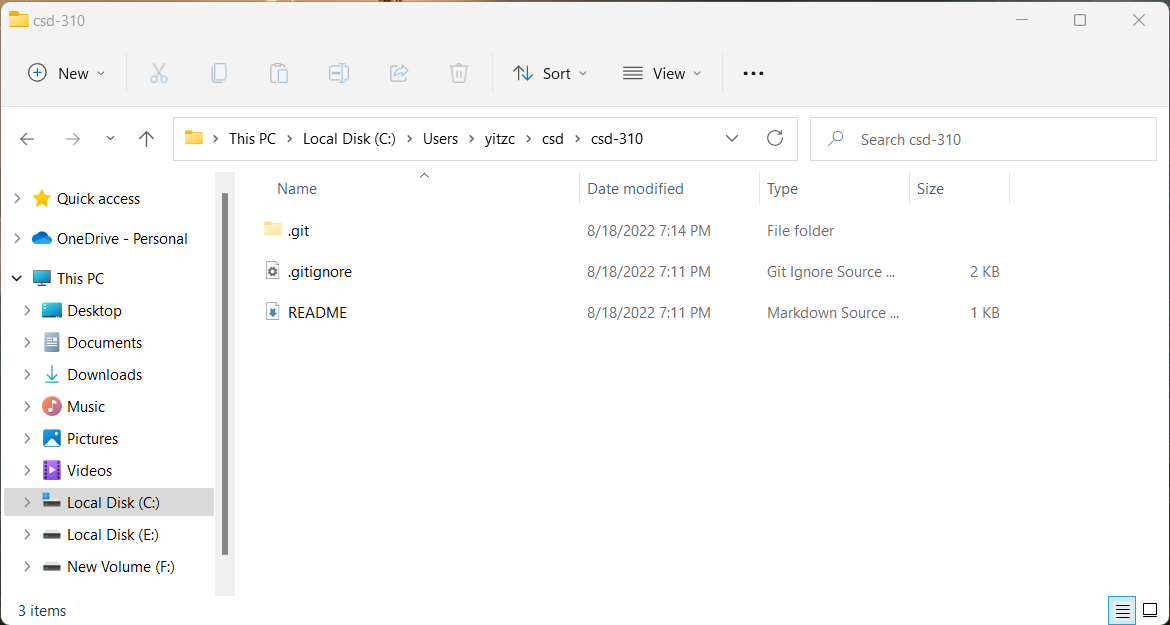 csd-310
New
Sort
View
This PC > Local Disk (C:) > Users > yitzc > csd > csd-310
Search csd-310
Quick access
OneDrive - Personal
This PC
Desktop
Documents
Downloads
Music
Pictures
Videos
Local Disk (C:)
Local Disk (E:)
New Volume (F:)
Name Date modified Type Size
.git 8/18/2022 7:14 PM File folder
.gitignore 8/18/2022 7:11 PM Git Ignore Source ... 2 KB
README 8/18/2022 7:11 PM Markdown Source ... 1 KB
3 items